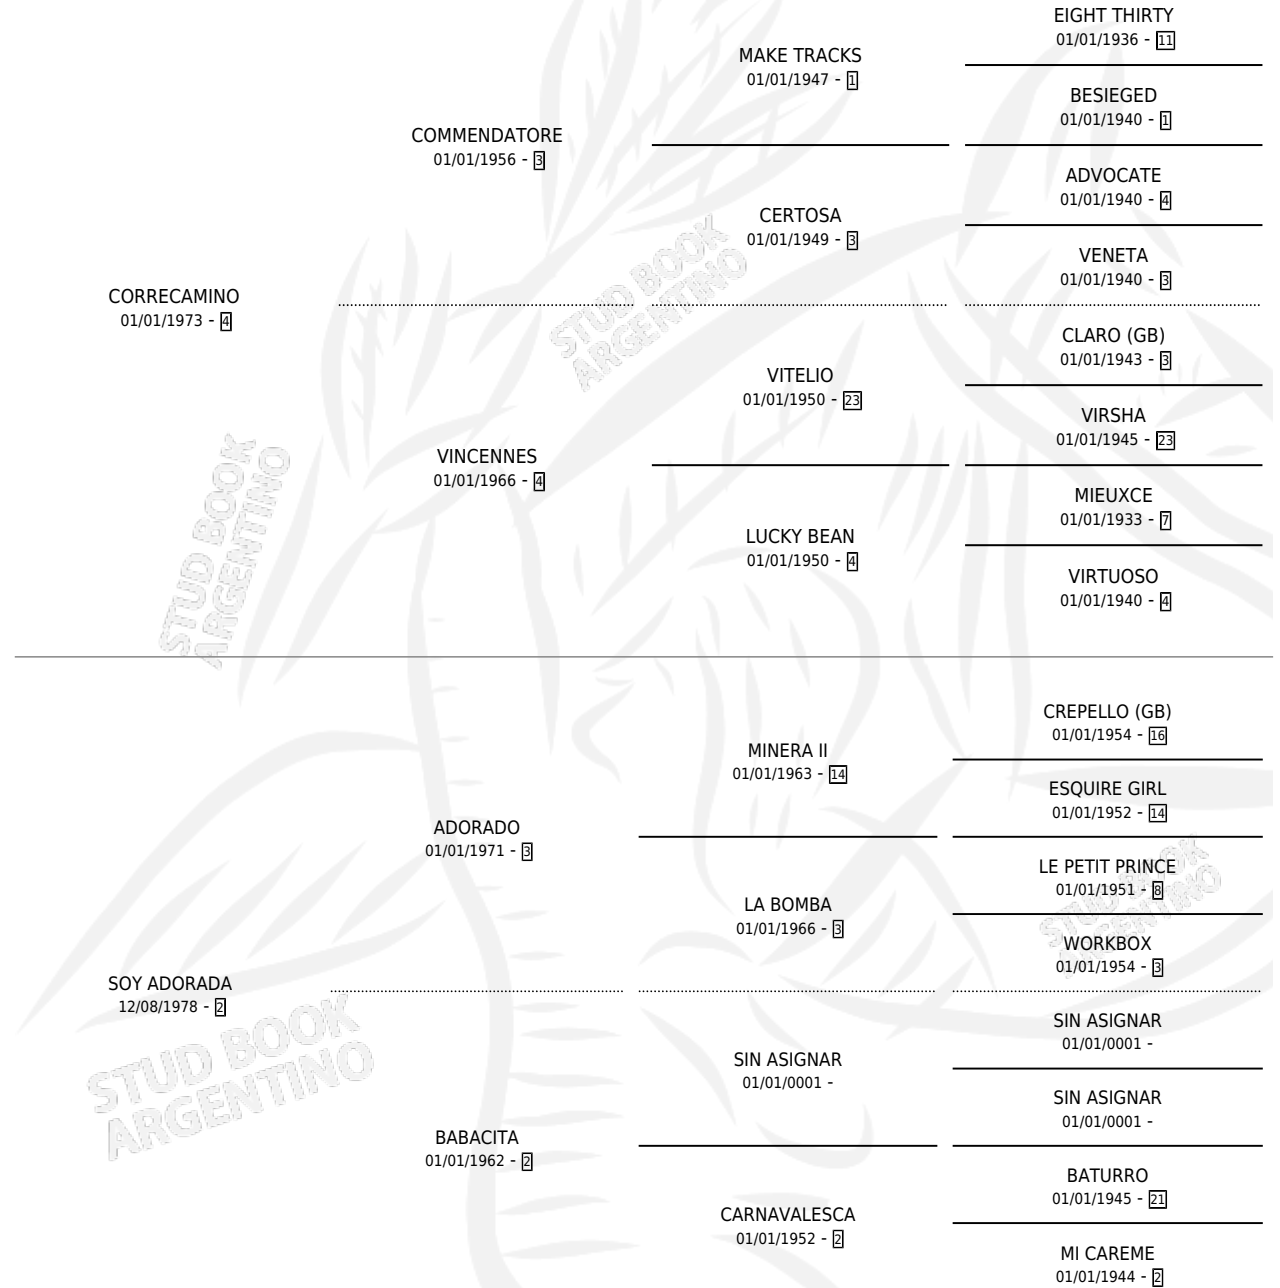 EIGHT THIRTY
01/01/1936 - 11
MAKE TRACKS
01/01/1947 - 1
BESIEGED
01/01/1940 - 1
COMMENDATORE
01/01/1956 - 3
ADVOCATE
01/01/1940 - 4
CERTOSA
01/01/1949 - 3
VENETA
01/01/1940 - 3
CORRECAMINO
01/01/1973 - 4
CLARO (GB)
01/01/1943 - 3
VITELIO
01/01/1950 - 23
VIRSHA
01/01/1945 - 23
VINCENNES
01/01/1966 - 4
MIEUXCE
01/01/1933 - 7
LUCKY BEAN
01/01/1950 - 4
VIRTUOSO
01/01/1940 - 4
STUD BOOK
ARGENTINO
STUD BOOK
ARGENTINO
CREPELLO (GB)
01/01/1954 - 16
MINERA II
01/01/1963 - 14
ESQUIRE GIRL
01/01/1952 - 14
ADORADO
01/01/1971 - 3
LE PETIT PRINCE
01/01/1951 - 8
LA BOMBA
01/01/1966 - 3
WORKBOX
01/01/1954 - 3
SOY ADORADA
12/08/1978 - 2
SIN ASIGNAR
01/01/0001 -
SIN ASIGNAR
01/01/0001 -
SIN ASIGNAR
01/01/0001 -
BABACITA
01/01/1962 - 2
BATURRO
01/01/1945 - 21
CARNAVALESCA
01/01/1952 - 2
MI CAREME
01/01/1944 - 2
STUD BOOK
ARGENTINO
STUD BOOK
ARGENTINO